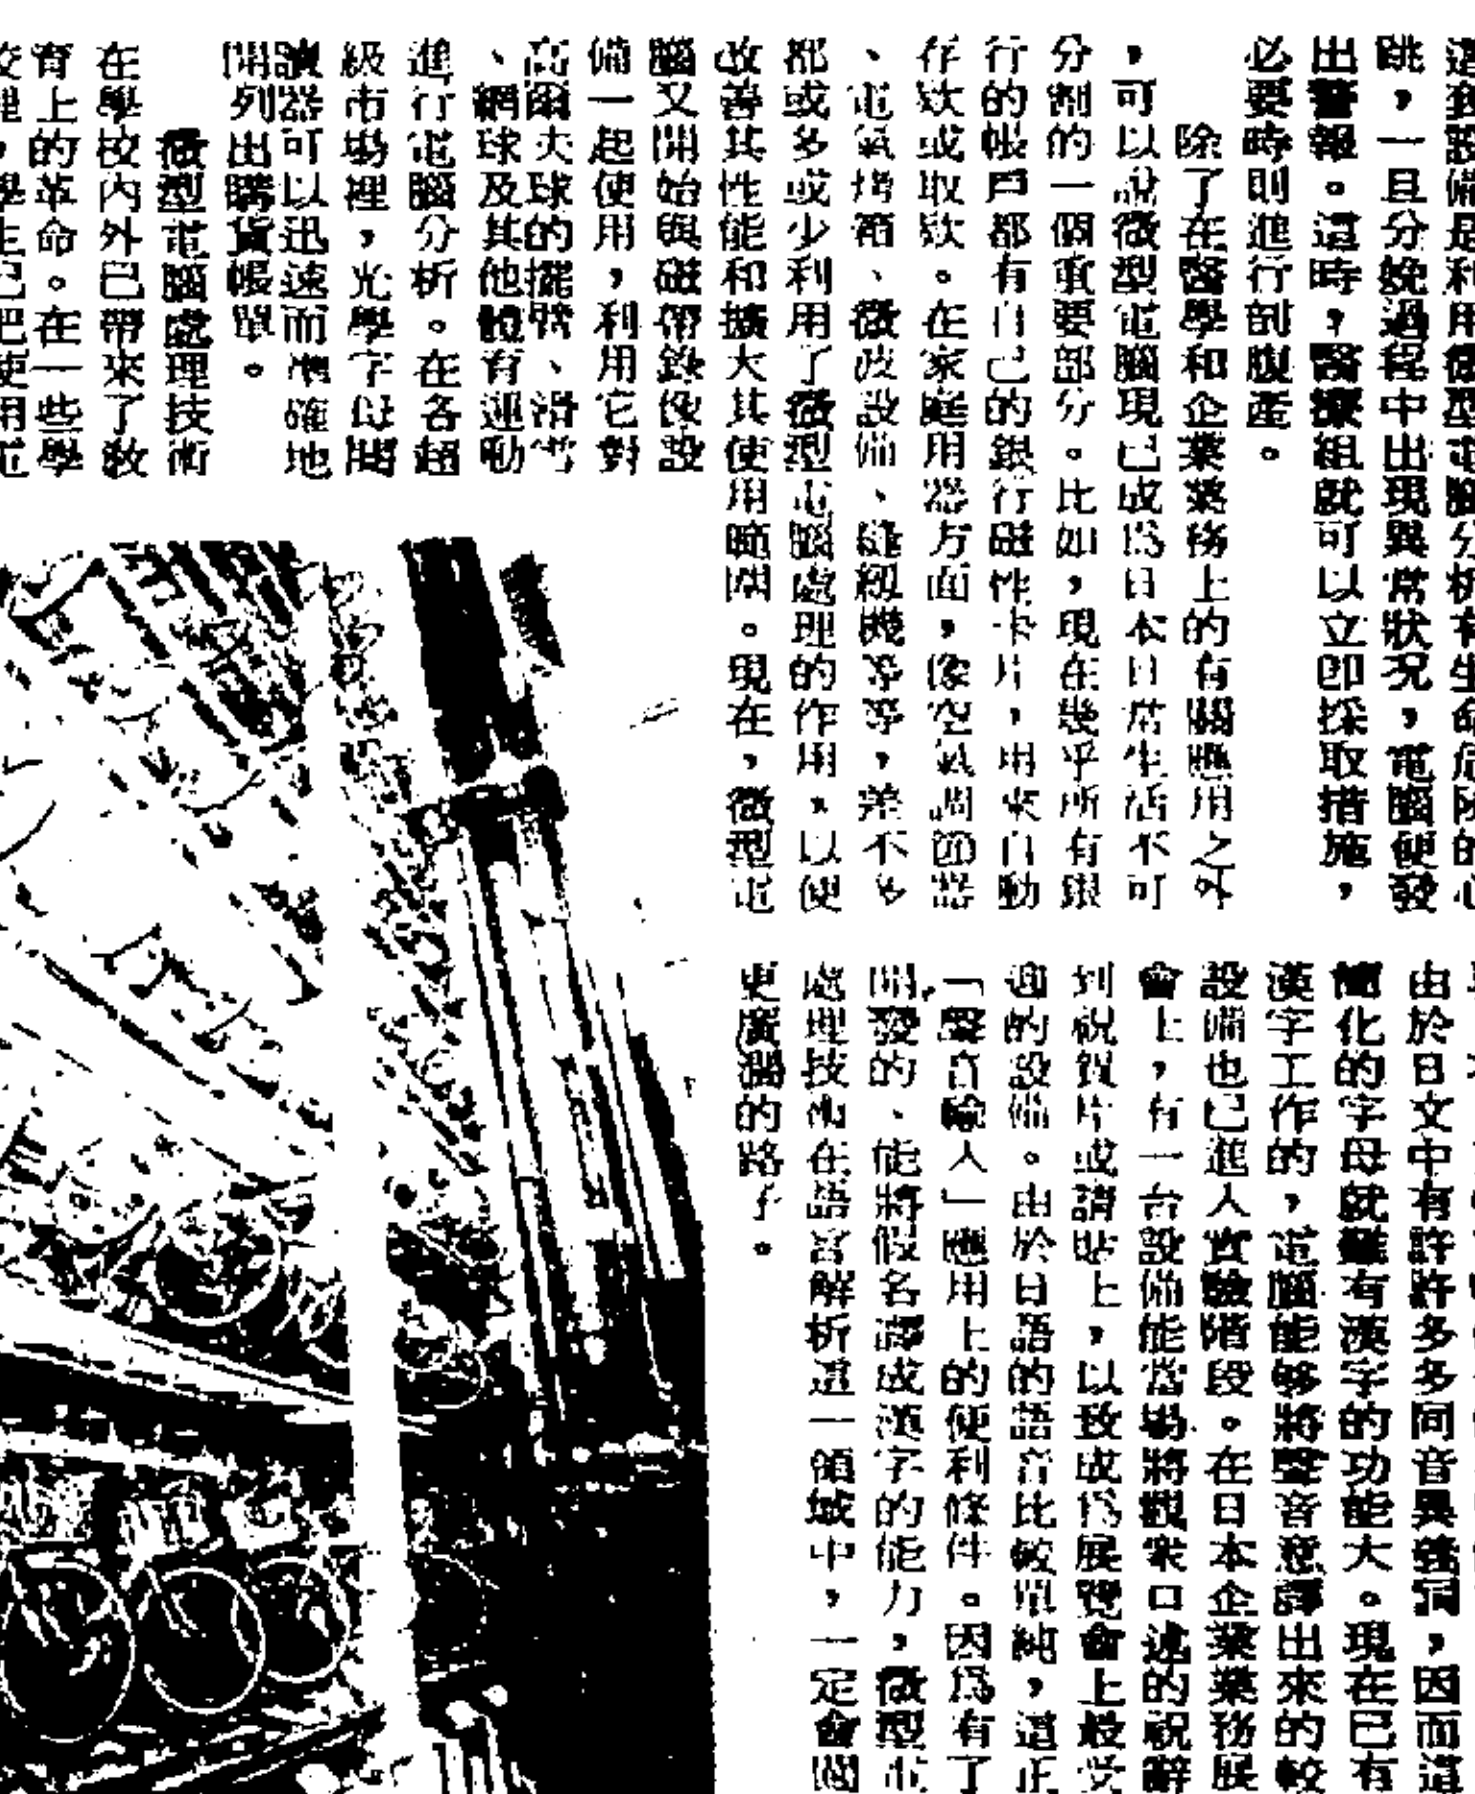 這套設備是利用微型電腦分析有生命危險的心
跳，一旦分娩過程中出現異常狀況，電腦便發
出警報。這時，醫療組就可以立卽採取措施，
必要時則進行剖腹產。
除了在醫學和企業業務上的有關應用之外
，可以說微型電腦現已成爲日本日常生活不可
分割的一個重要部分。比如，現在幾乎所有銀
行的帳戶都有自己的銀行磁性卡片，用來自動
存欵或取欵。在家庭用器方面，像空氣調節器
、電氣烤箱、微波設備、縫紉機等等，差不多
都或多或少利用了微型電腦處理的作用，以便
改善其性能和擴大其使用範圍。現在，微型電
腦又開始與磁帶錄像設
備一起使用，利用它對
高爾夫球的擺臂、滑雪
、網球及其他體育運動
進行電腦分析。在各超
級市場裡，光學字母閱
讀器可以迅速而準確地
開列出購貨帳單。
微型電腦處理技術
在學校內外已帶來了敎
育上的革命。在一些學
校裡，學生已把使用電
由於日文中有許許多多同音異義詞，因而這
簡化的字母就雖有漢字的功能大。現在已有
漢字工作的，電腦能够將聲音意譯出來的較
設備也已進入實驗階段。在日本企業業務展
會上，有一台設備能當場將觀衆口述的祝辭
到祝賀片或請貼上，以致成爲展覽會上最受
迎的設備。由於日語的語音比較單純，這正
「聲音輸入」應用上的便利條件。因爲有了
開發的、能將假名譯成漢字的能力，微型電
處理技術在語言解析這一領域中，一定會闖
更廣濶的路子。